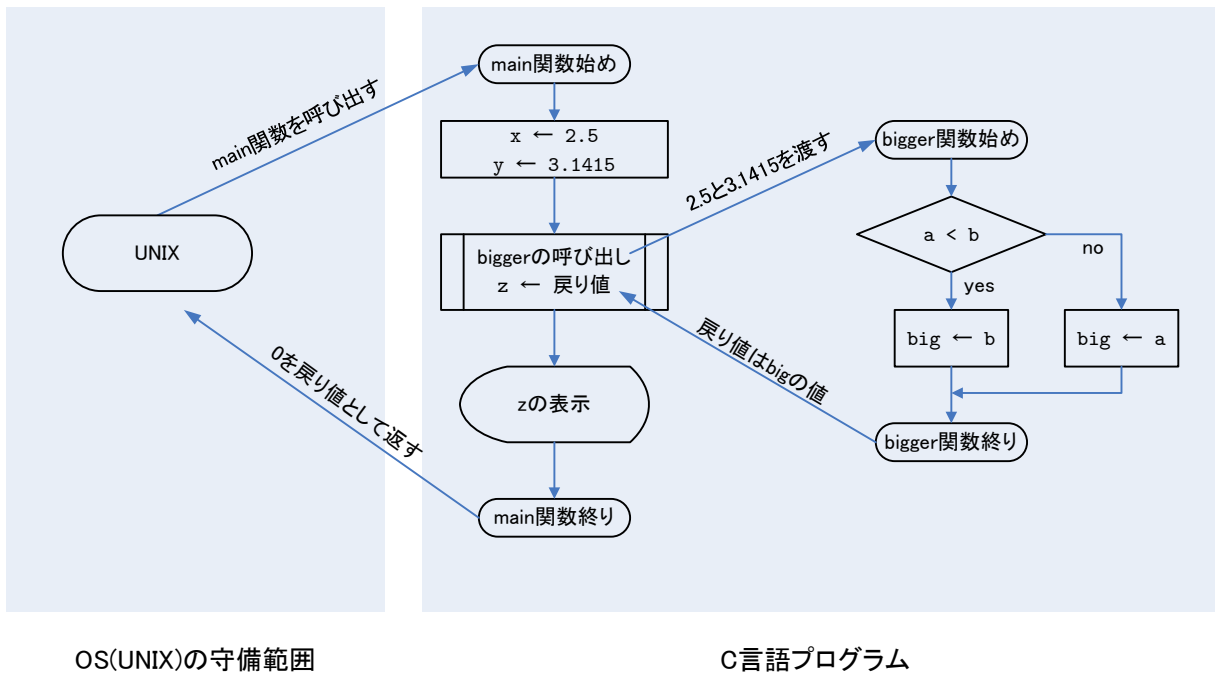 main関数を呼び出す
UNIX
0を戻り値として返す
main関数始め
x ← 2.5
y ← 3.1415
biggerの呼び出し
z ← 戻り値
zの表示
main関数終り
2.5と3.1415を渡す
戻り値はbigの値
bigger関数始め
a < b
yes
no
big ← b
big ← a
bigger関数終り
OS(UNIX)の守備範囲
C言語プログラム